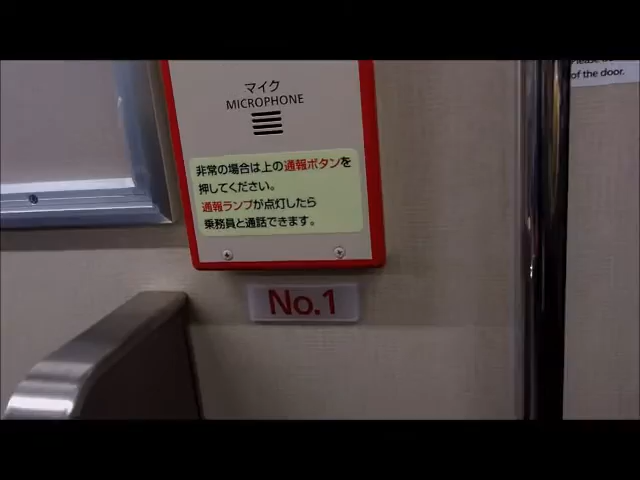 マイク
MICROPHONE
非常の場合は上の通報ボタンを
押してください。
通報ランプが点灯したら
乗務員と通話できます。
No.1
of the door.